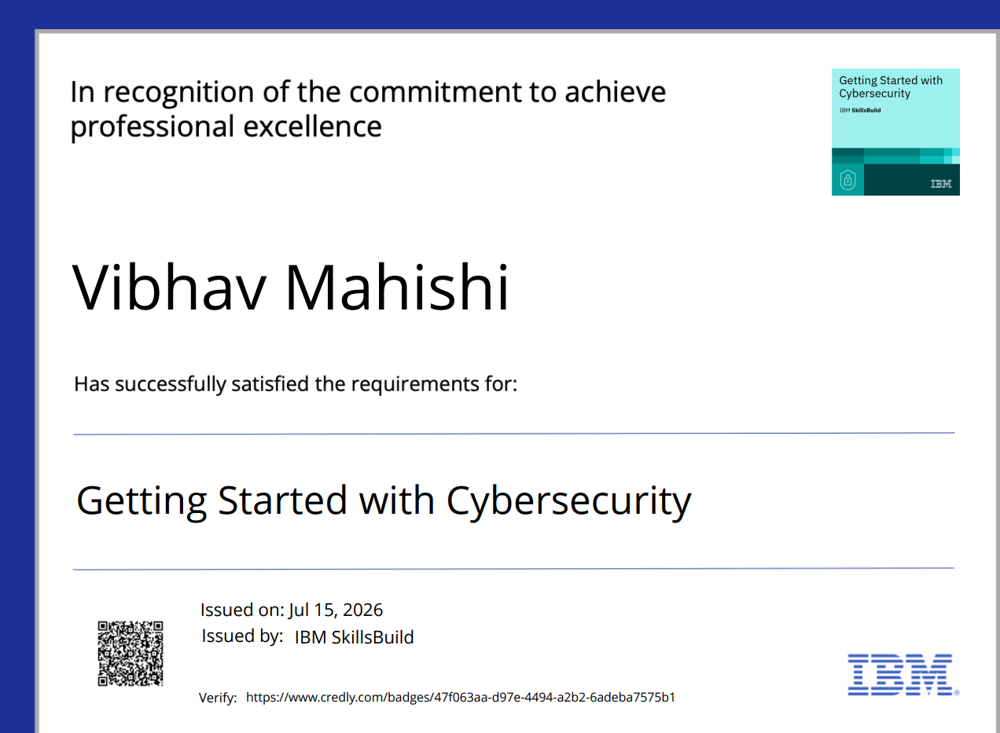 In recognition of the commitment to achieve
professional excellence
Getting Started with
Cybersecurity
IBM SkillsBuild
IBM
Vibhav Mahishi
Has successfully satisfied the requirements for:
Getting Started with Cybersecurity
Issued on: Jul 15, 2026
Issued by: IBM SkillsBuild
Verify: https://www.credly.com/badges/47f063aa-d97e-4494-a2b2-6adeba7575b1
IBM®